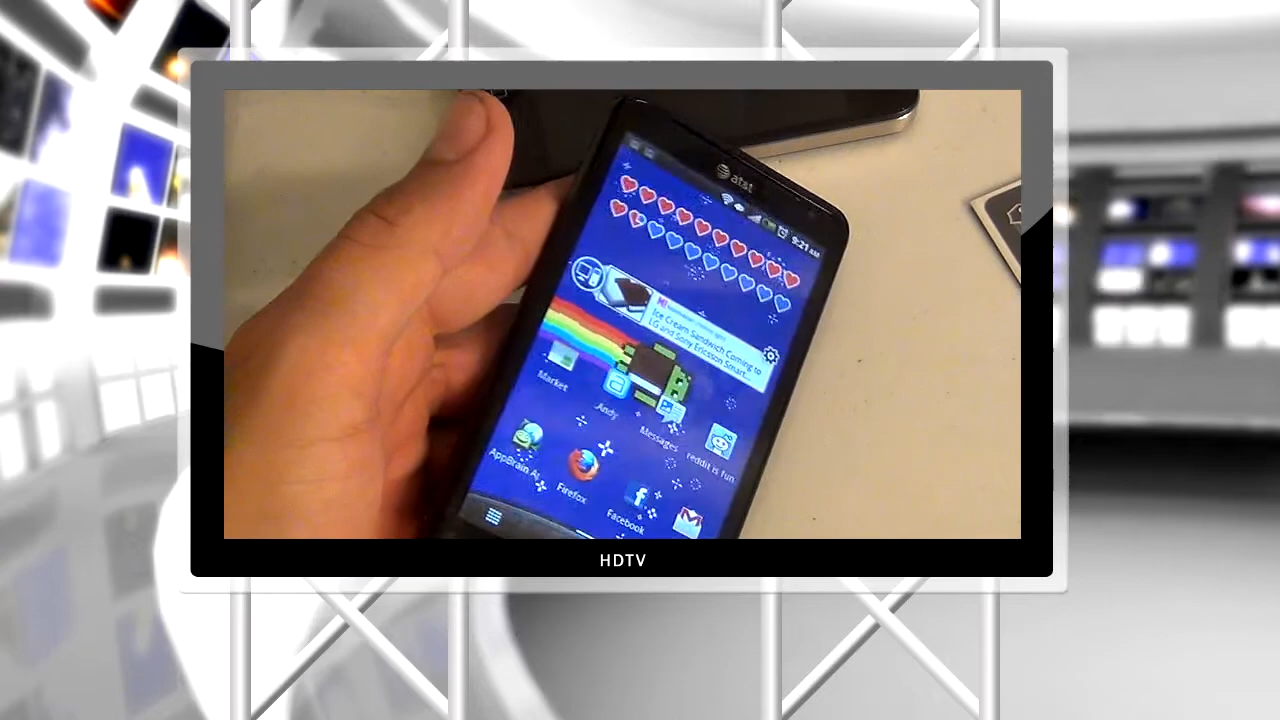 at&t
9:21 AM
Ice Cream Sandwich Coming to
LG and Sony Ericsson Smart...
Market
Andy
Messages
reddit is fun
AppBrain A
Firefox
Facebook
HDTV